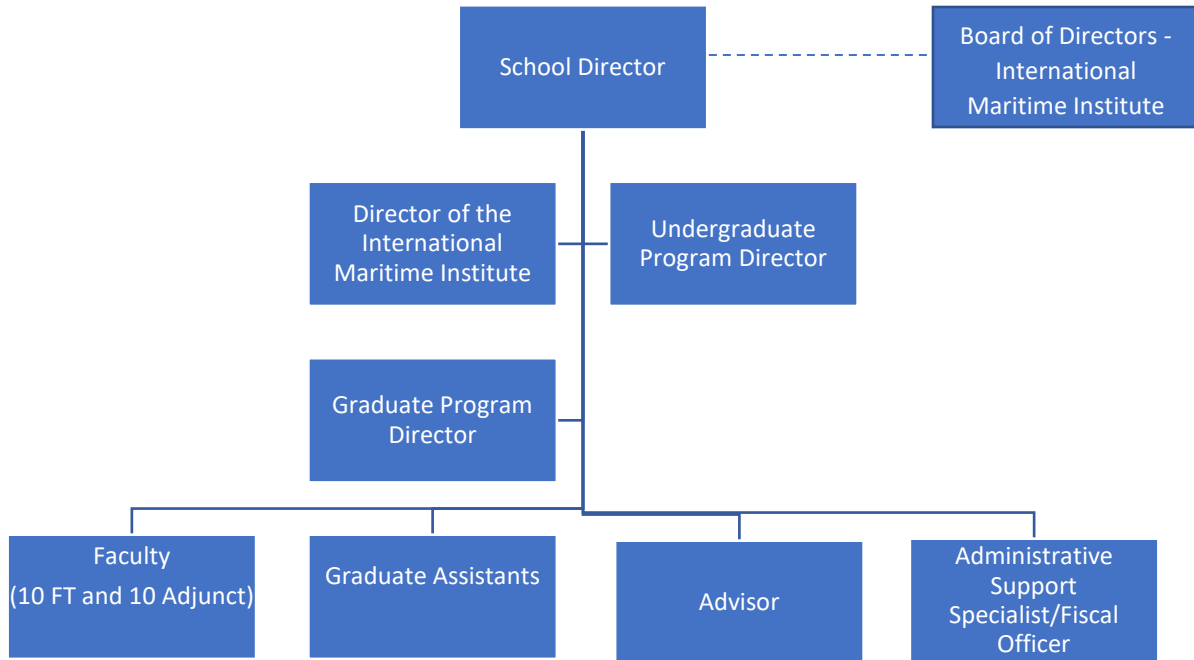 School Director
Board of Directors -
International
Maritime Institute
Director of the
International
Maritime Institute
Undergraduate
Program Director
Graduate Program
Director
Faculty
(10 FT and 10 Adjunct)
Graduate Assistants
Advisor
Administrative
Support
Specialist/Fiscal
Officer